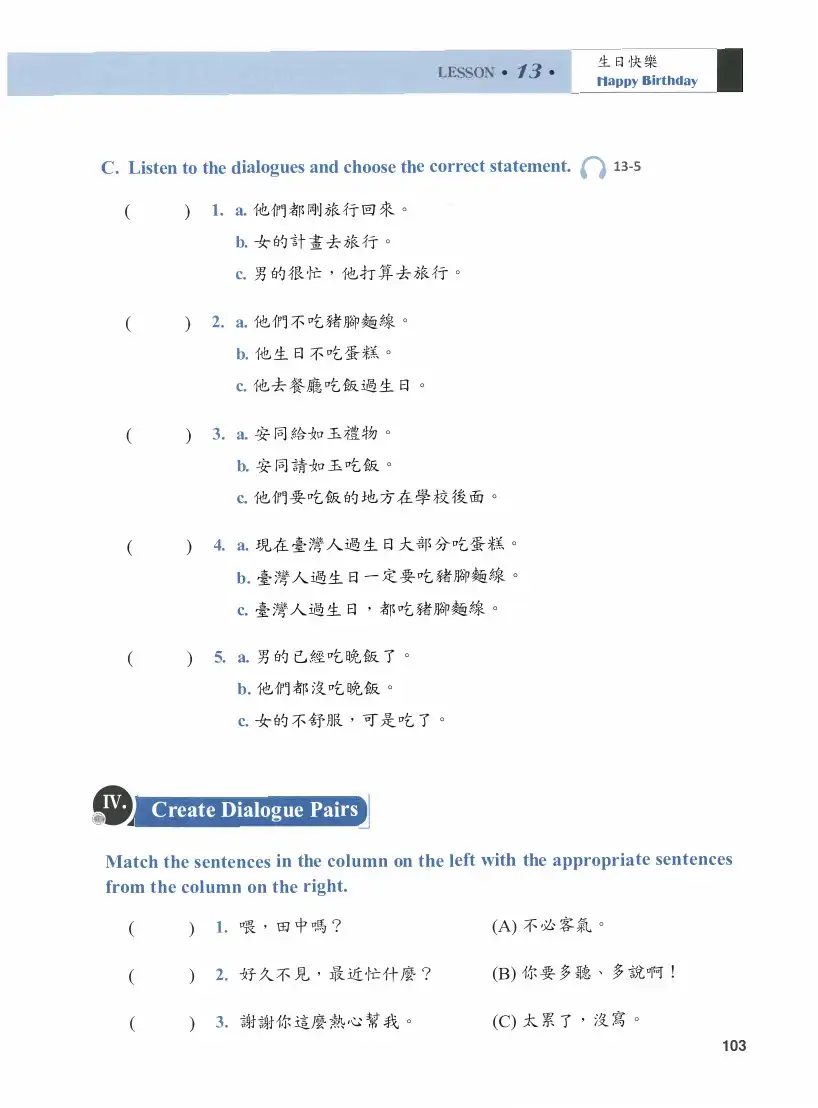 LESSON • 13 •
生日快樂
Happy Birthday
C. Listen to the dialogues and choose the correct statement. 13-5
( ) 1. a. 他們都剛旅行回來。
b. 女的計畫去旅行。
c. 男的很忙，他打算去旅行。
( ) 2. a. 他們不吃豬腳麵線。
b. 他生日不吃蛋糕。
c. 他去餐廳吃飯過生日。
( ) 3. a. 安同給如玉禮物。
b. 安同請如玉吃飯。
c. 他們要吃飯的地方在學校後面。
( ) 4. a. 現在臺灣人過生日大部分吃蛋糕。
b. 臺灣人過生日一定要吃豬腳麵線。
c. 臺灣人過生日，都吃豬腳麵線。
( ) 5. a. 男的已經吃晚飯了。
b. 他們都沒吃晚飯。
c. 女的不舒服，可是吃了。
IV. Create Dialogue Pairs
Match the sentences in the column on the left with the appropriate sentences
from the column on the right.
( ) 1. 喂，田中嗎？ (A) 不必客氣。
( ) 2. 好久不見，最近忙什麼？ (B) 你要多聽、多說啊！
( ) 3. 謝謝你這麼熱心幫我。 (C) 太累了，沒寫。
103